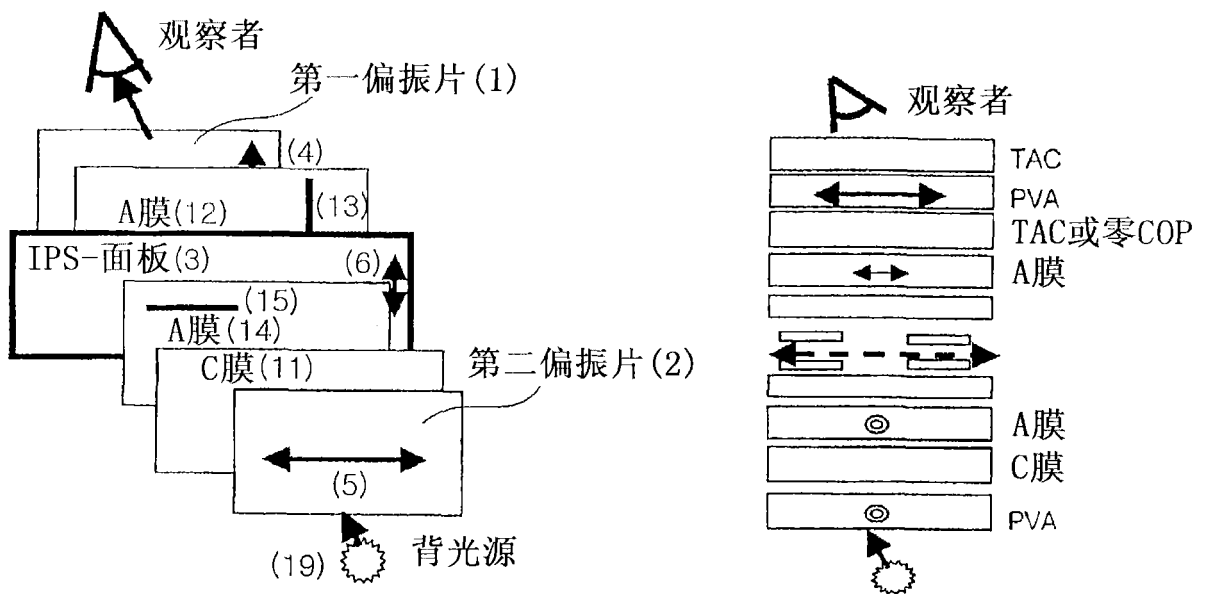 观察者
第一偏振片(1)
(4)
A膜(12)
(13)
IPS-面板(3)
(6)
(15)
A膜(14)
C膜(11)
第二偏振片(2)
(5)
(19)
背光源
观察者
TAC
PVA
TAC或零COP
A膜
A膜
C膜
PVA